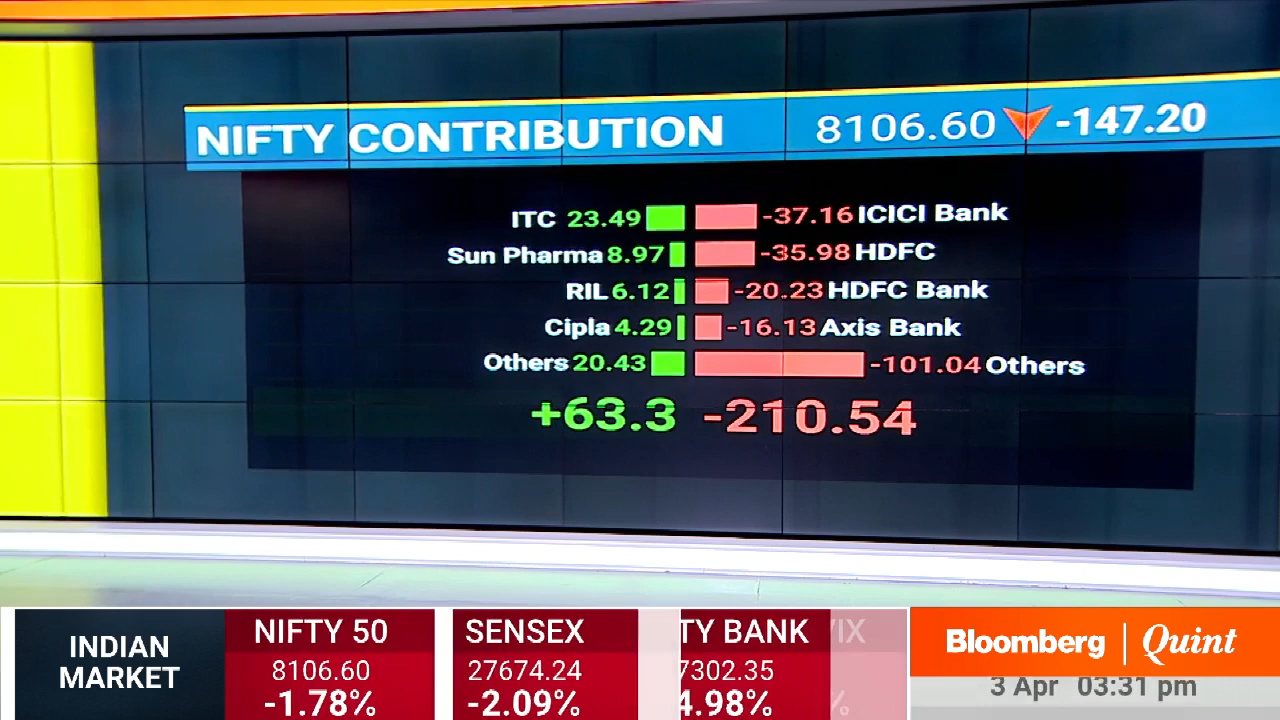 NIFTY CONTRIBUTION 8106.60 -147.20
ITC 23.49 -37.16 ICICI Bank
Sun Pharma 8.97 -35.98 HDFC
RIL 6.12 -20.23 HDFC Bank
Cipla 4.29 -16.13 Axis Bank
Others 20.43 -101.04 Others
+63.3 -210.54
INDIAN MARKET
NIFTY 50
8106.60
-1.78%
SENSEX
27674.24
-2.09%
TY BANK
7302.35
4.98%
VIX
%
Bloomberg | Quint
3 Apr 03:31 pm